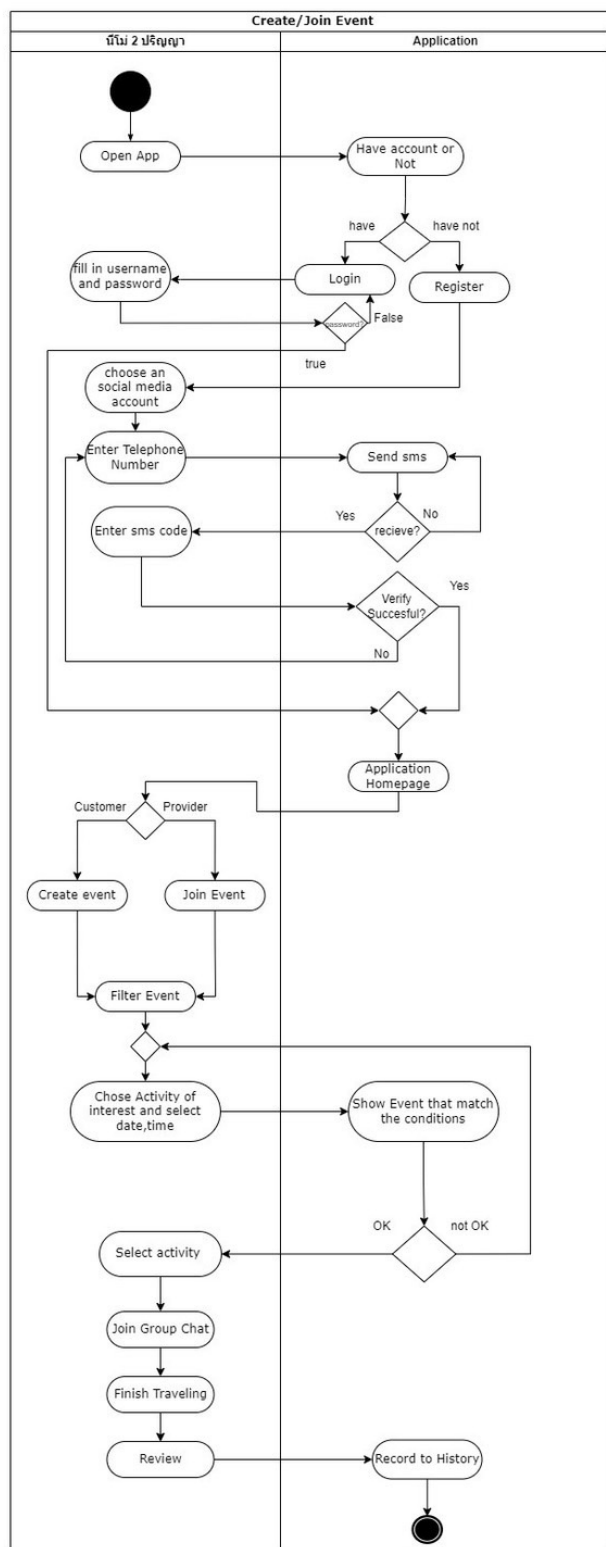 Create/Join Event
นีโม่ 2 ปริญญา
Application
Open App
Have account or
Not
have
have not
fill in username
and password
Login
Register
password?
False
true
choose an
social media
account
Enter Telephone
Number
Send sms
Yes
No
recieve?
Enter sms code
Verify
Succesful?
Yes
No
Application
Homepage
Customer
Provider
Create event
Join Event
Filter Event
Chose Activity of
interest and select
date,time
Show Event that match
the conditions
OK
not OK
Select activity
Join Group Chat
Finish Traveling
Review
Record to History